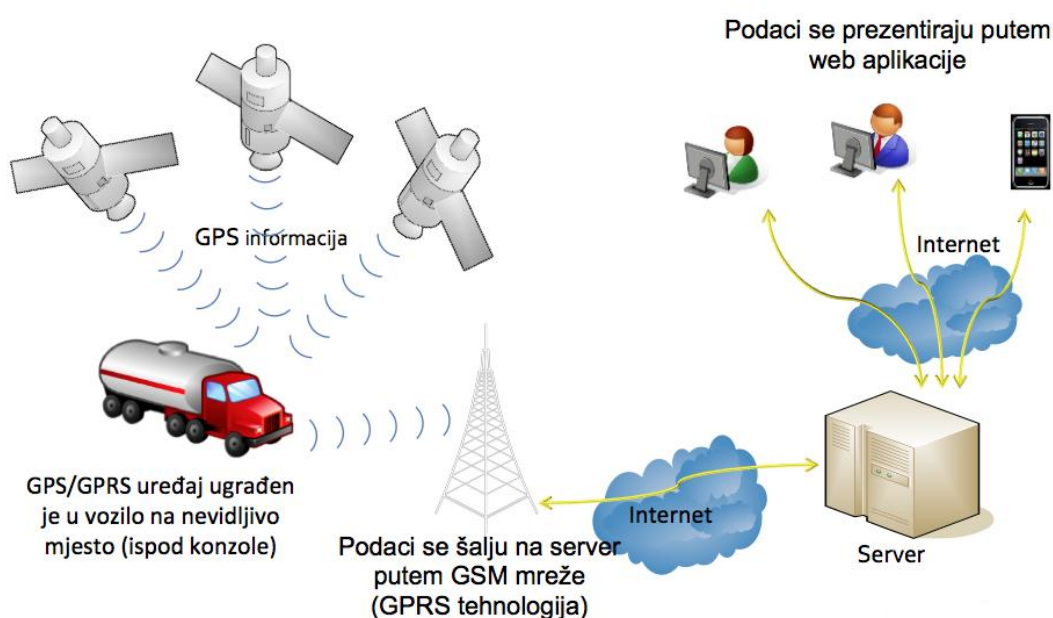 Podaci se prezentiraju putem
web aplikacije
GPS informacija
Internet
GPS/GPRS uređaj ugrađen
je u vozilo na nevidljivo
mjesto (ispod konzole)
Podaci se šalju na server
putem GSM mreže
(GPRS tehnologija)
Internet
Server